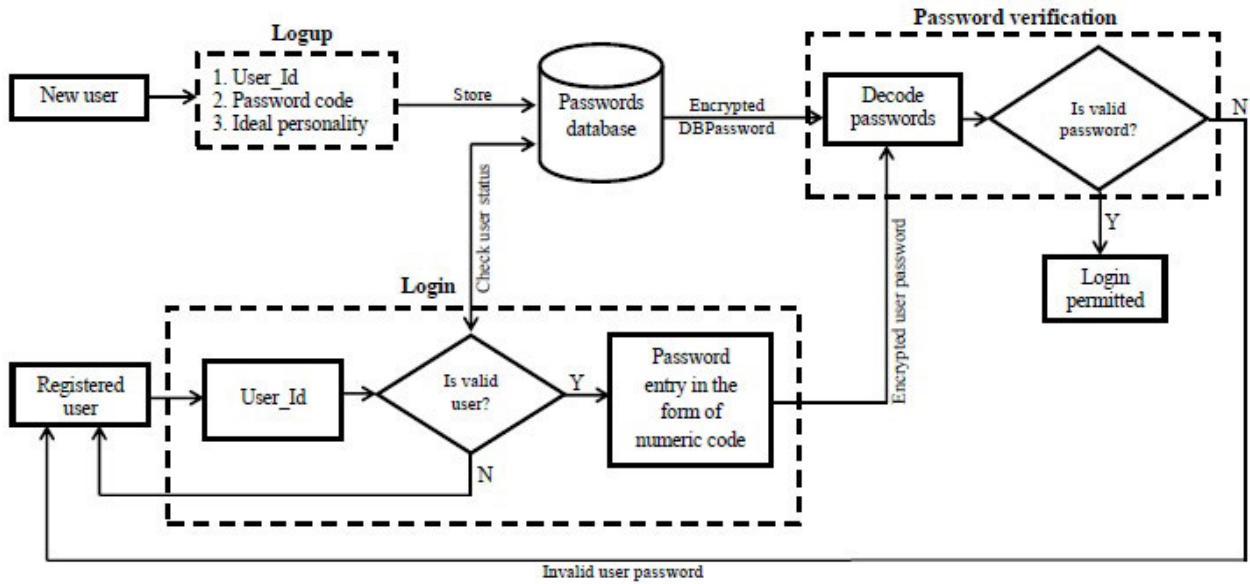 Password verification
Logup
New user
1. User_Id
2. Password code
3. Ideal personality
Store
Passwords
database
Encrypted
DBPassword
Decode
passwords
Is valid
password?
N
Y
Login
permitted
Check user status
Encrypted user password
Login
Registered
user
User_Id
Is valid
user?
Y
N
Password
entry in the
form of
numeric code
Invalid user password